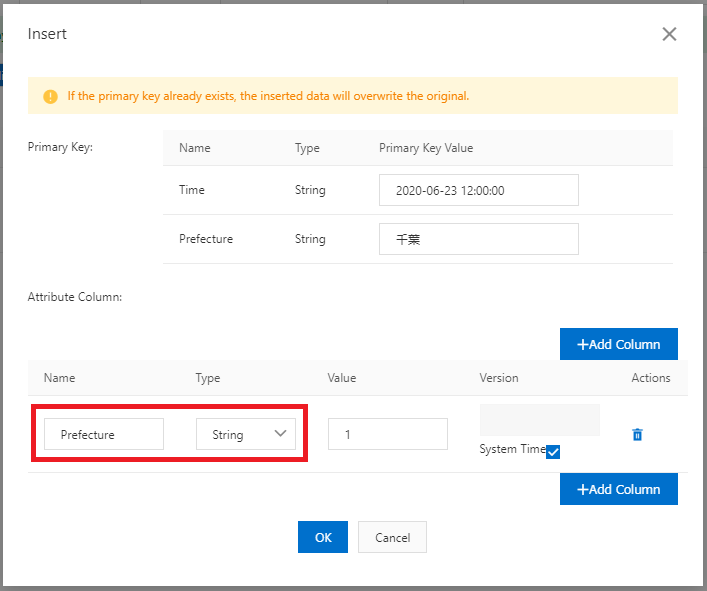 Insert
If the primary key already exists, the inserted data will overwrite the original.
Primary Key:
Name Type Primary Key Value
Time String 2020-06-23 12:00:00
Prefecture String 千葉
Attribute Column:
+Add Column
Name Type Value Version Actions
Prefecture String 1
System Time
+Add Column
OK Cancel